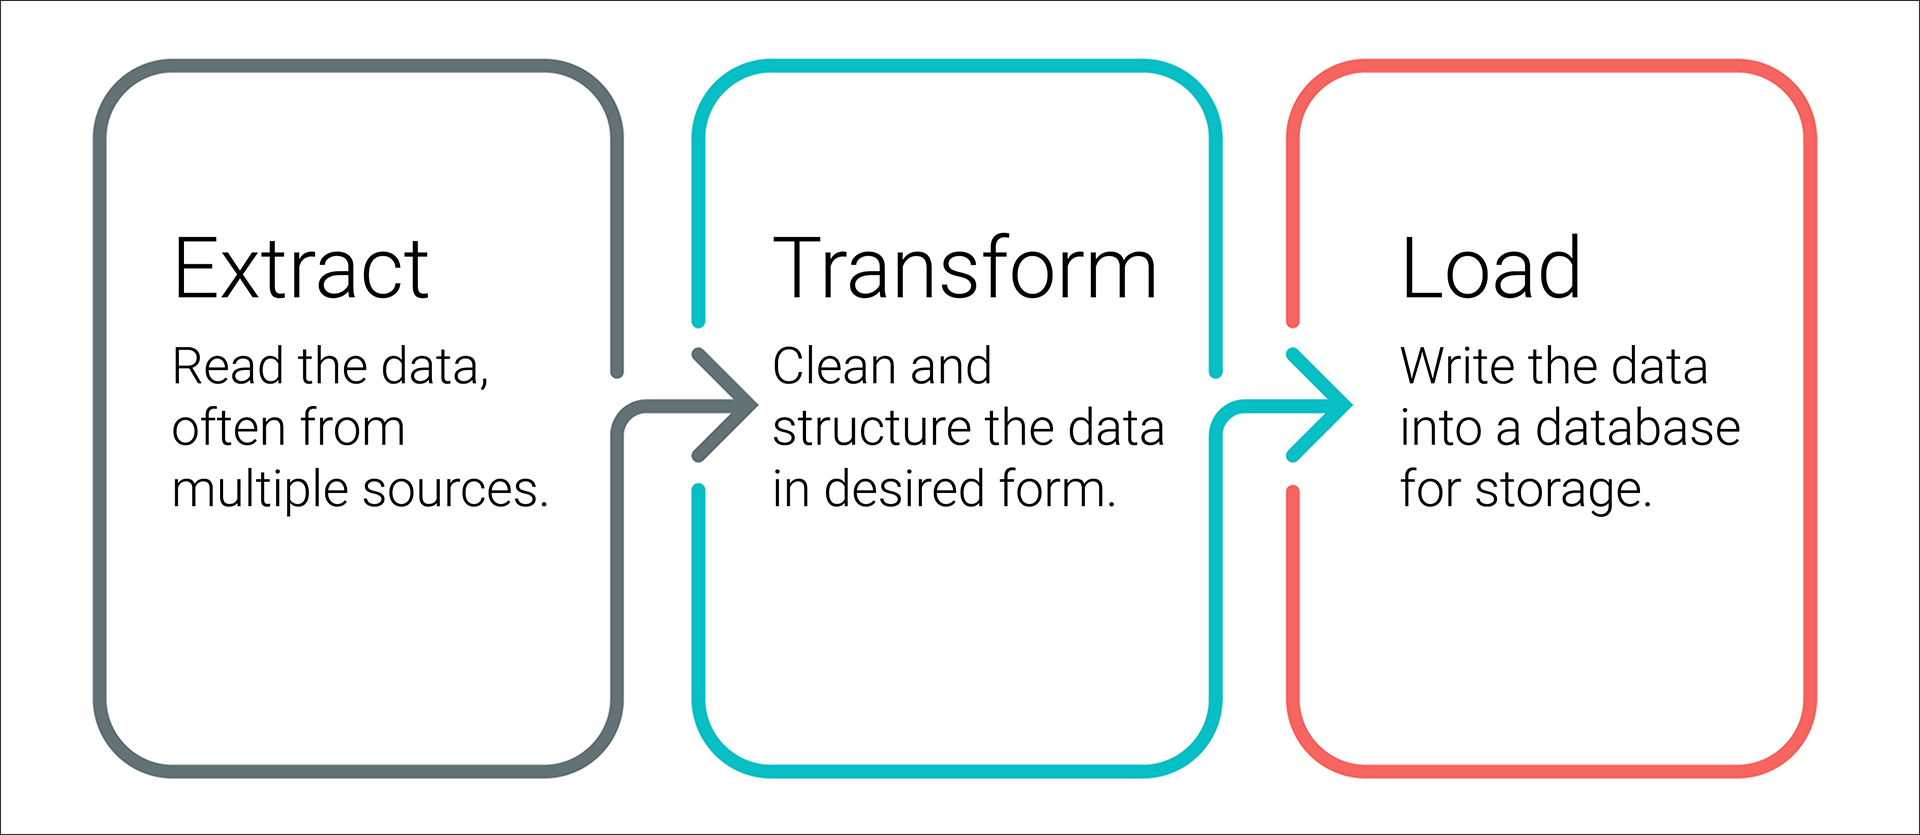 Extract
Read the data,
often from
multiple sources.
Transform
Clean and
structure the data
in desired form.
Load
Write the data
into a database
for storage.